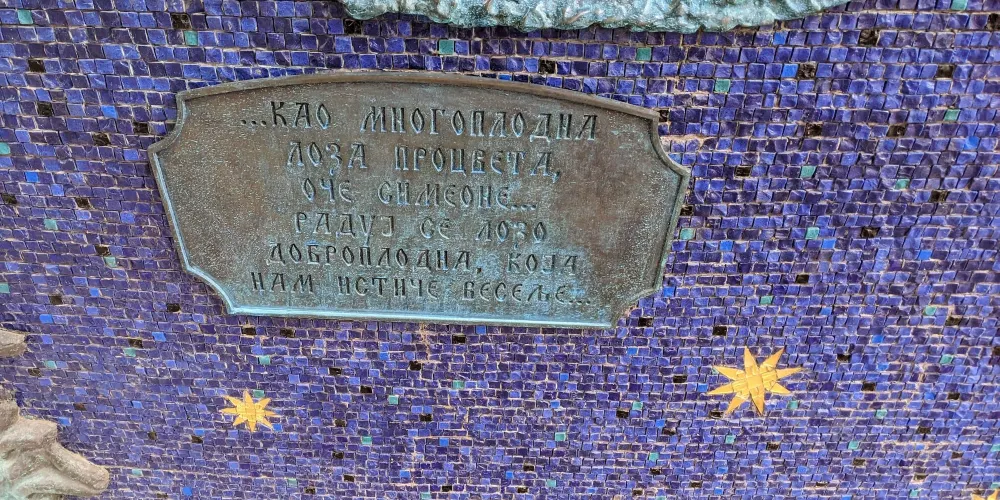 ...КАО МНОГОПЛОДНА
ЛОЗА ПРОЦВЕТА,
ОЧЕ СИМЕОНЕ...
РАДУЈ СЕ ЛОЗО
ДОБРОПЛОДНА, КОЈА
НАМ ИСТИЧЕ ВЕСЕЉЕ...